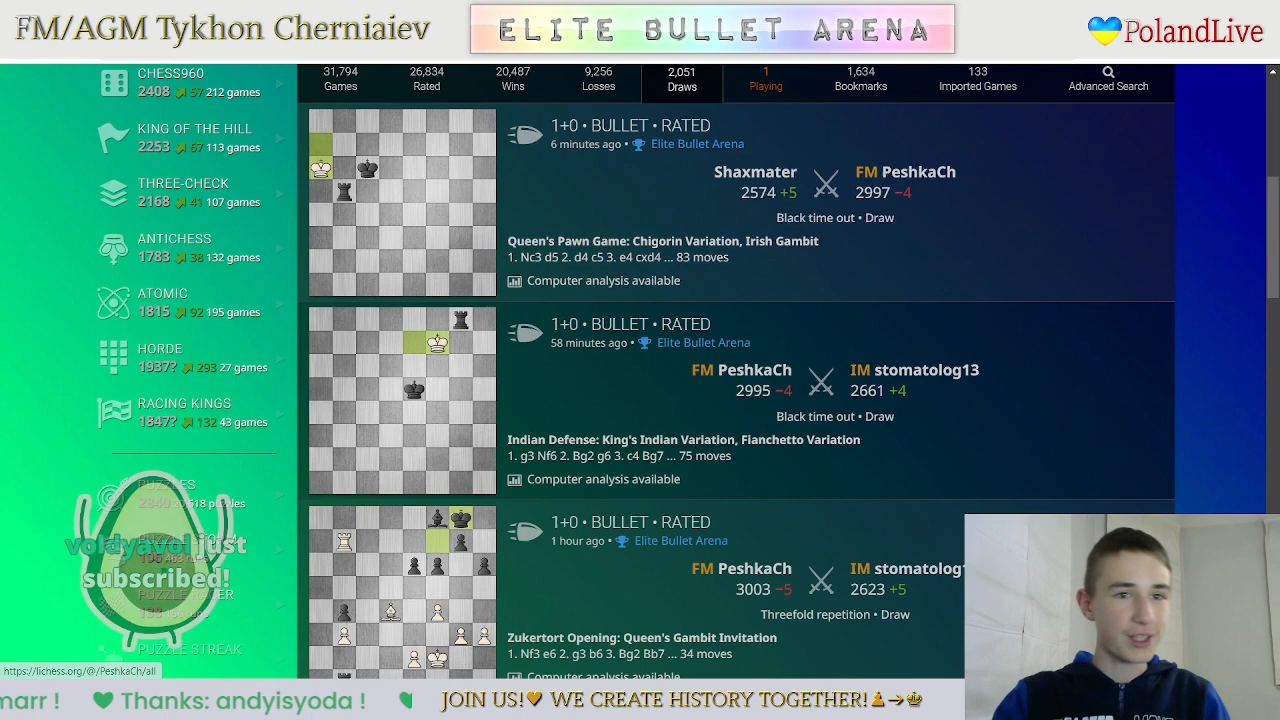 FM/AGM Tykhon Cherniaiev
ELITE BULLET ARENA
PolandLive
CHESS960
2408 57 212 games
KING OF THE HILL
2253 67 113 games
THREE-CHECK
2168 41 107 games
ANTICHESS
1783 38 132 games
ATOMIC
1815 92 195 games
HORDE
1937? 293 27 games
RACING KINGS
1847? 132 43 games
PUZZLES
voldyavol just
subscribed!
PUZZLE RACER
PUZZLE STREAK
https://lichess.org/@/PeshkaCh/all
31,794
Games
26,834
Rated
20,487
Wins
9,256
Losses
2,051
Draws
1
Playing
1,634
Bookmarks
133
Imported Games
Advanced Search
1+0 • BULLET • RATED
6 minutes ago • Elite Bullet Arena
Shaxmater FM PeshkaCh
2574 +5 2997 −4
Black time out • Draw
Queen's Pawn Game: Chigorin Variation, Irish Gambit
1. Nc3 d5 2. d4 c5 3. e4 cxd4 ... 83 moves
Computer analysis available
1+0 • BULLET • RATED
58 minutes ago • Elite Bullet Arena
FM PeshkaCh IM stomatolog13
2995 −4 2661 +4
Black time out • Draw
Indian Defense: King's Indian Variation, Fianchetto Variation
1. g3 Nf6 2. Bg2 g6 3. c4 Bg7 ... 75 moves
Computer analysis available
1+0 • BULLET • RATED
1 hour ago • Elite Bullet Arena
FM PeshkaCh IM stomatolog1
3003 −5 2623 +5
Threefold repetition • Draw
Zukertort Opening: Queen's Gambit Invitation
1. Nf3 e6 2. g3 b6 3. Bg2 Bb7 ... 34 moves
Computer analysis available
marr ! Thanks: andyisyoda !
JOIN US! WE CREATE HISTORY TOGETHER!